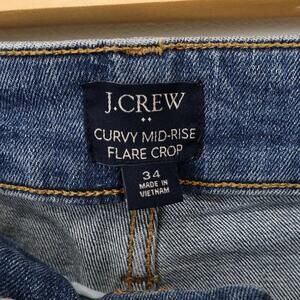 J.CREW
CURVY MID-RISE
FLARE CROP
34
MADE IN
VIETNAM